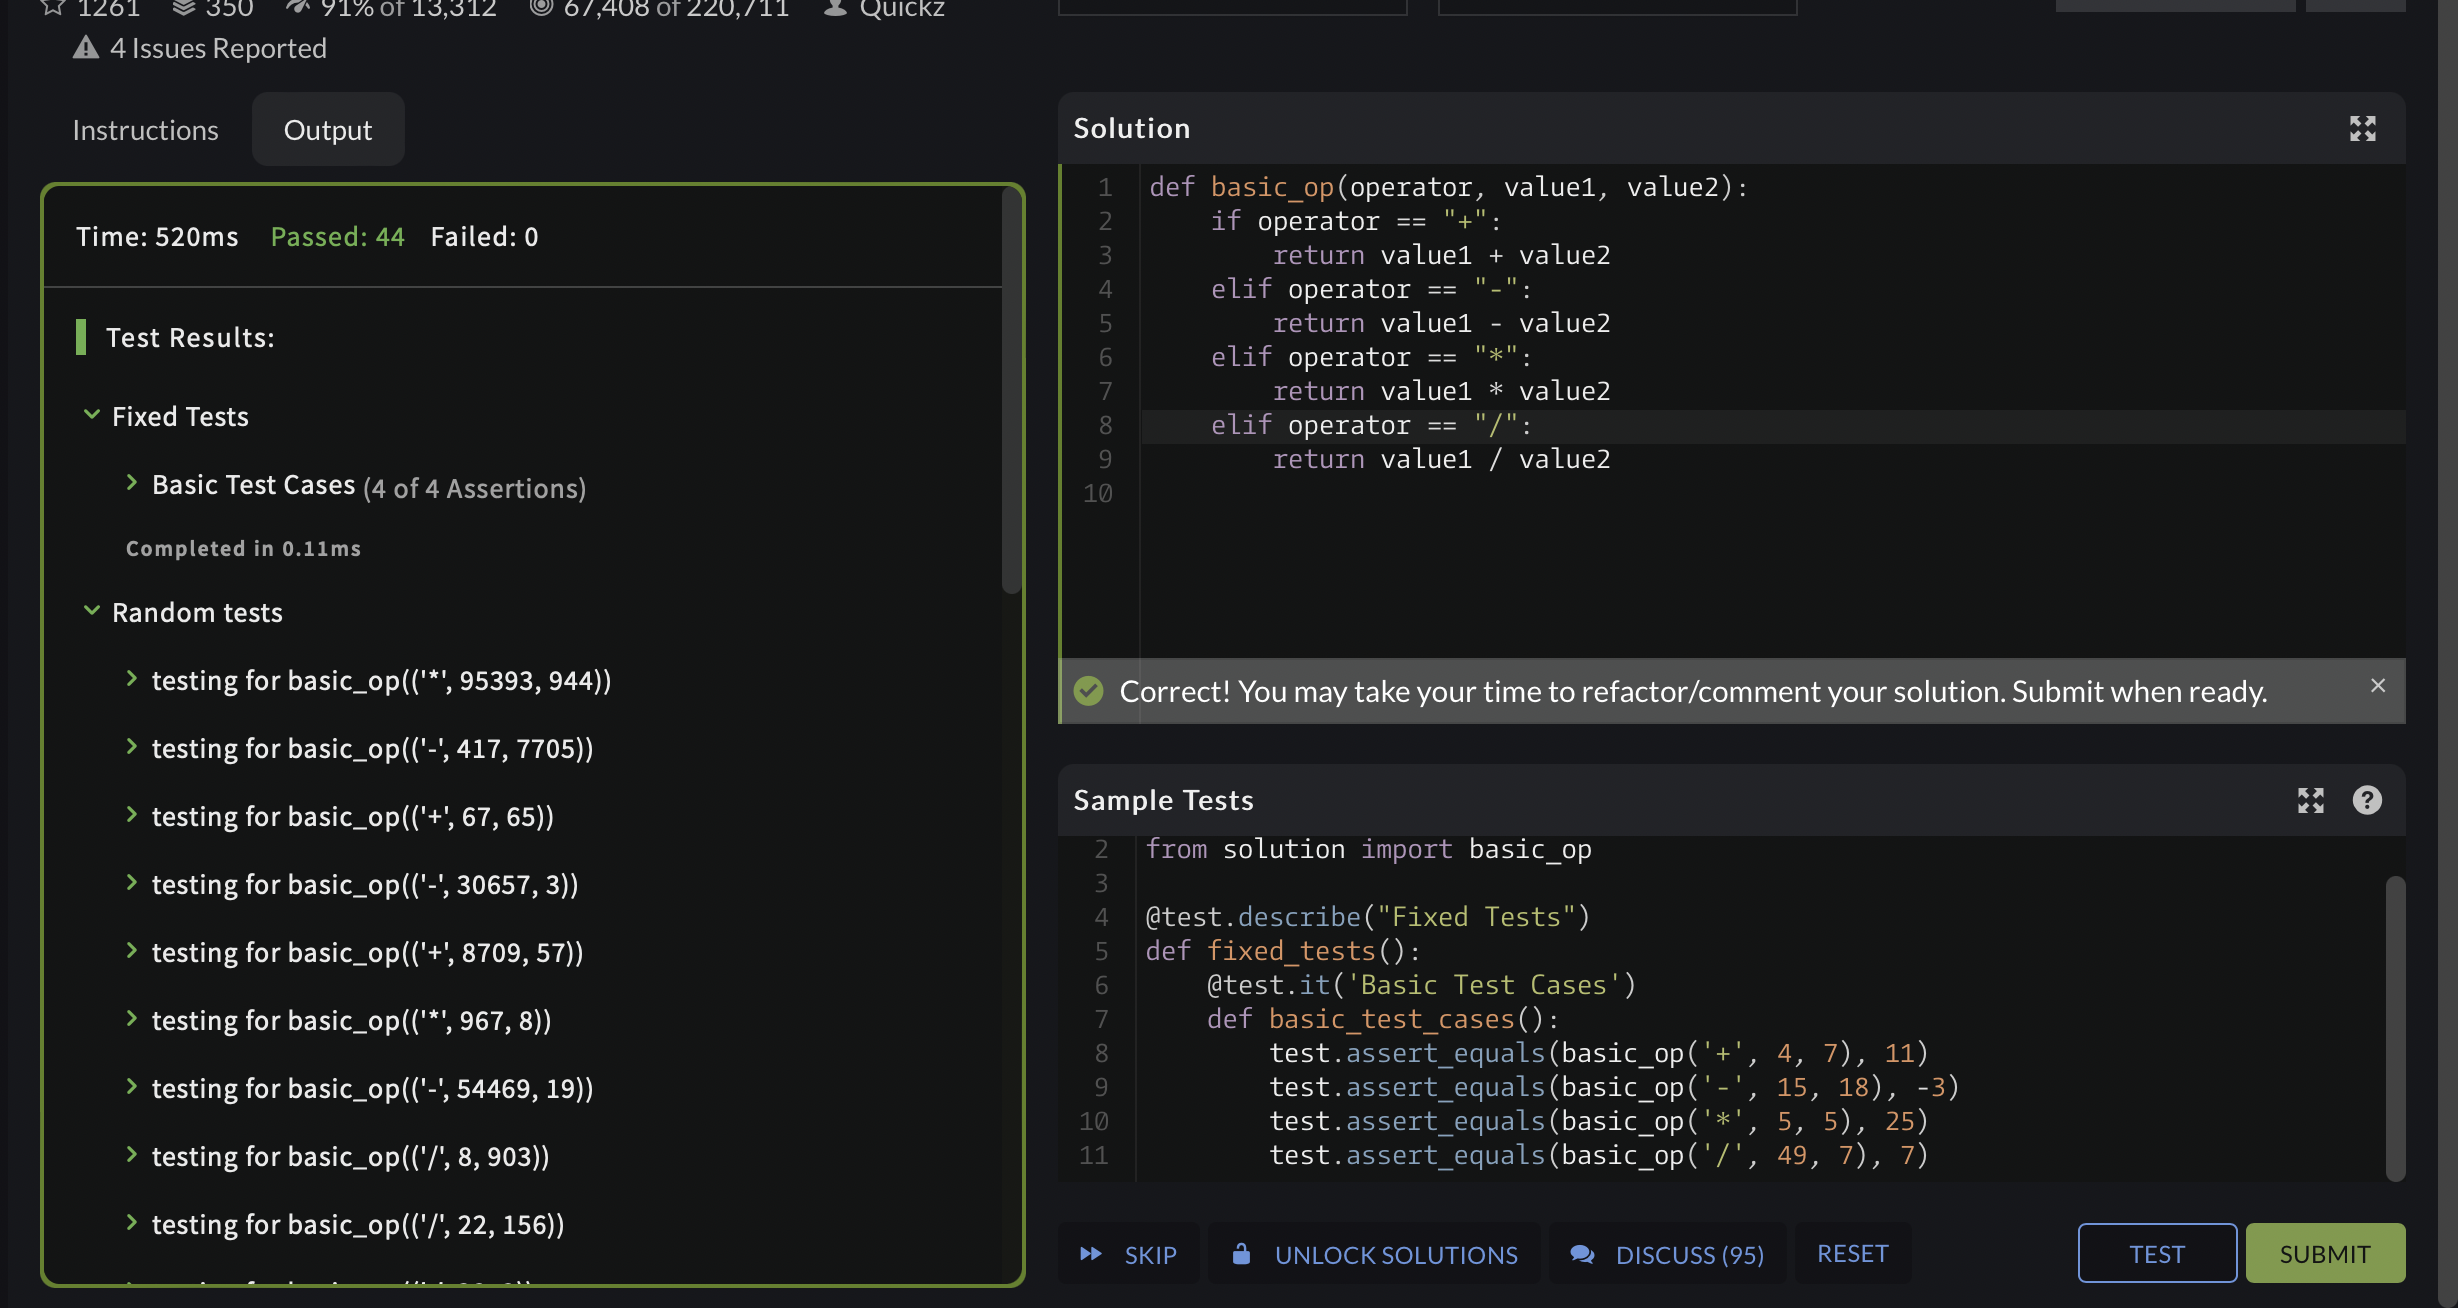 1261 350 91% of 13,312 67,408 of 220,711 Quickz
4 Issues Reported
Instructions Output
Time: 520ms Passed: 44 Failed: 0
Test Results:
Fixed Tests
Basic Test Cases (4 of 4 Assertions)
Completed in 0.11ms
Random tests
testing for basic_op(('*', 95393, 944))
testing for basic_op(('-', 417, 7705))
testing for basic_op(('+', 67, 65))
testing for basic_op(('-', 30657, 3))
testing for basic_op(('+', 8709, 57))
testing for basic_op(('*', 967, 8))
testing for basic_op(('-', 54469, 19))
testing for basic_op(('/', 8, 903))
testing for basic_op(('/', 22, 156))
Solution
1 def basic_op(operator, value1, value2):
2     if operator == "+":
3         return value1 + value2
4     elif operator == "-":
5         return value1 - value2
6     elif operator == "*":
7         return value1 * value2
8     elif operator == "/":
9         return value1 / value2
10
Correct! You may take your time to refactor/comment your solution. Submit when ready.
Sample Tests
2 from solution import basic_op
3
4 @test.describe("Fixed Tests")
5 def fixed_tests():
6     @test.it('Basic Test Cases')
7     def basic_test_cases():
8         test.assert_equals(basic_op('+', 4, 7), 11)
9         test.assert_equals(basic_op('-', 15, 18), -3)
10         test.assert_equals(basic_op('*', 5, 5), 25)
11         test.assert_equals(basic_op('/', 49, 7), 7)
SKIP UNLOCK SOLUTIONS DISCUSS (95) RESET TEST SUBMIT